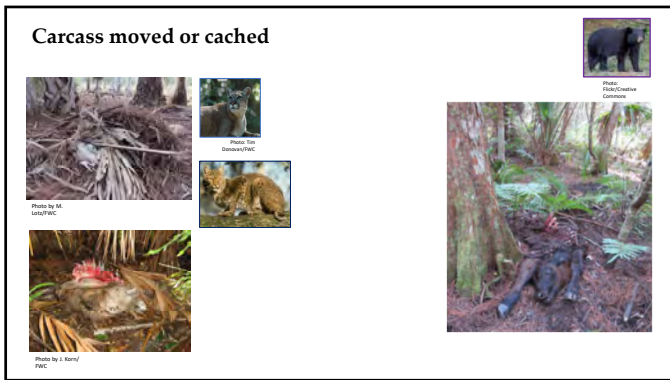 Carcass moved or cached
Photo:
Flickr/Creative
Commons
Photo: Tim
Donovan/FWC
Photo by M.
Lotz/FWC
Photo by J. Korn/
FWC